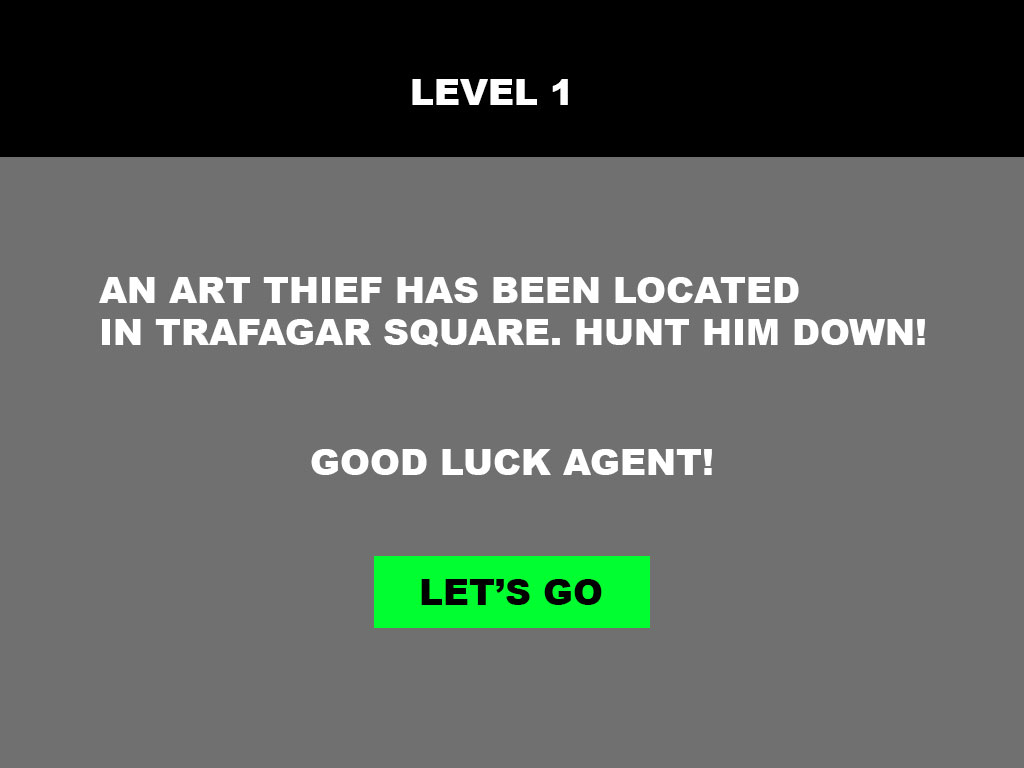 LEVEL 1
AN ART THIEF HAS BEEN LOCATED
IN TRAFAGAR SQUARE. HUNT HIM DOWN!
GOOD LUCK AGENT!
LET’S GO